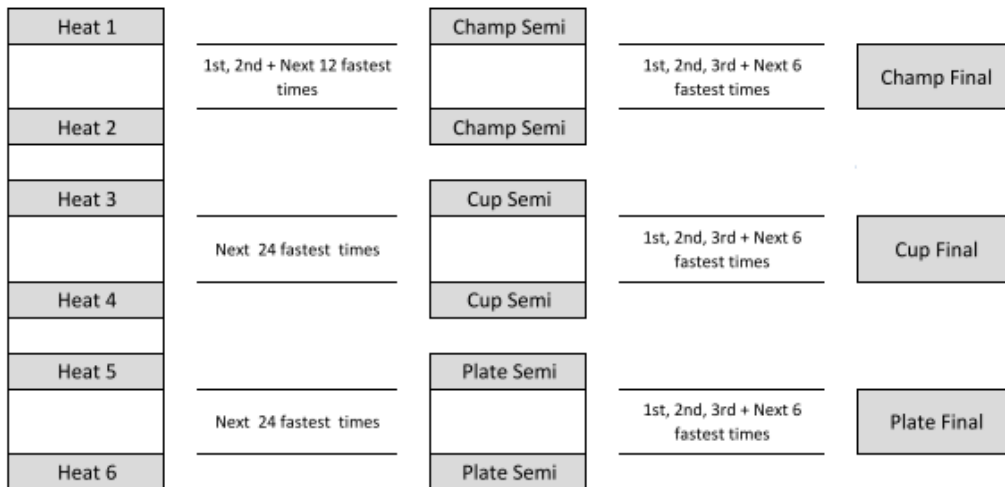 Heat 1
Champ Semi
1st, 2nd + Next 12 fastest
times
1st, 2nd, 3rd + Next 6
fastest times
Champ Final
Heat 2
Champ Semi
Heat 3
Cup Semi
Next 24 fastest times
1st, 2nd, 3rd + Next 6
fastest times
Cup Final
Heat 4
Cup Semi
Heat 5
Plate Semi
Next 24 fastest times
1st, 2nd, 3rd + Next 6
fastest times
Plate Final
Heat 6
Plate Semi